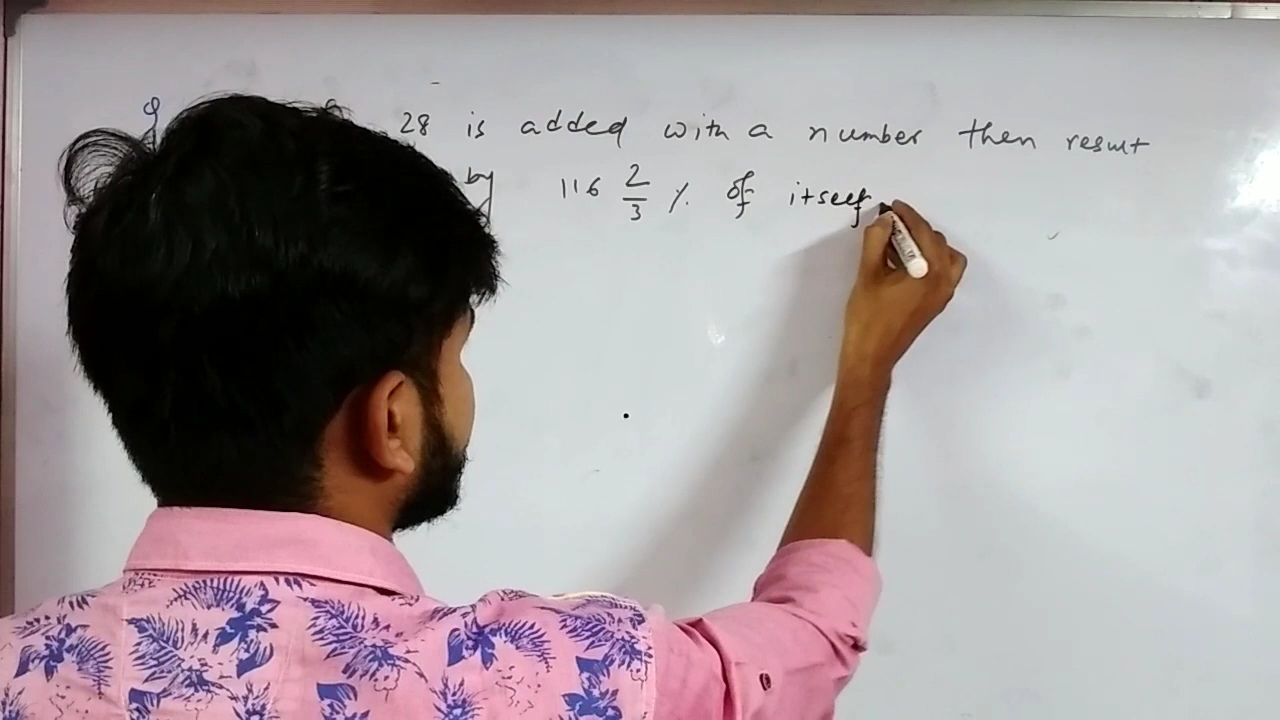 Q 28 is added with a number then result
by 116 2/3 % of itself